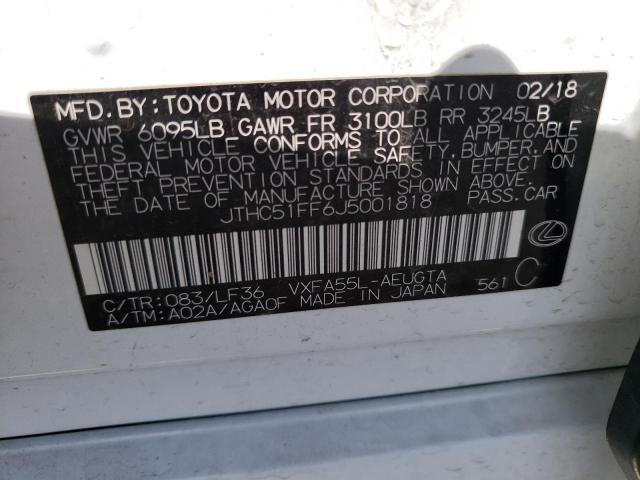 MFD. BY: TOYOTA MOTOR CORPORATION 02/18
GVWR 6095LB GAWR FR 3100LB RR 3245LB
THIS VEHICLE CONFORMS TO ALL APPLICABLE
FEDERAL MOTOR VEHICLE SAFETY, BUMPER, AND
THEFT PREVENTION STANDARDS IN EFFECT ON
THE DATE OF MANUFACTURE SHOWN ABOVE.
JTHC51FF6J5001818 PASS. CAR
C/TR: 083/LF36 VXFA55L-AEUGTA 561 C
A/TM: A02A/AGA0F MADE IN JAPAN